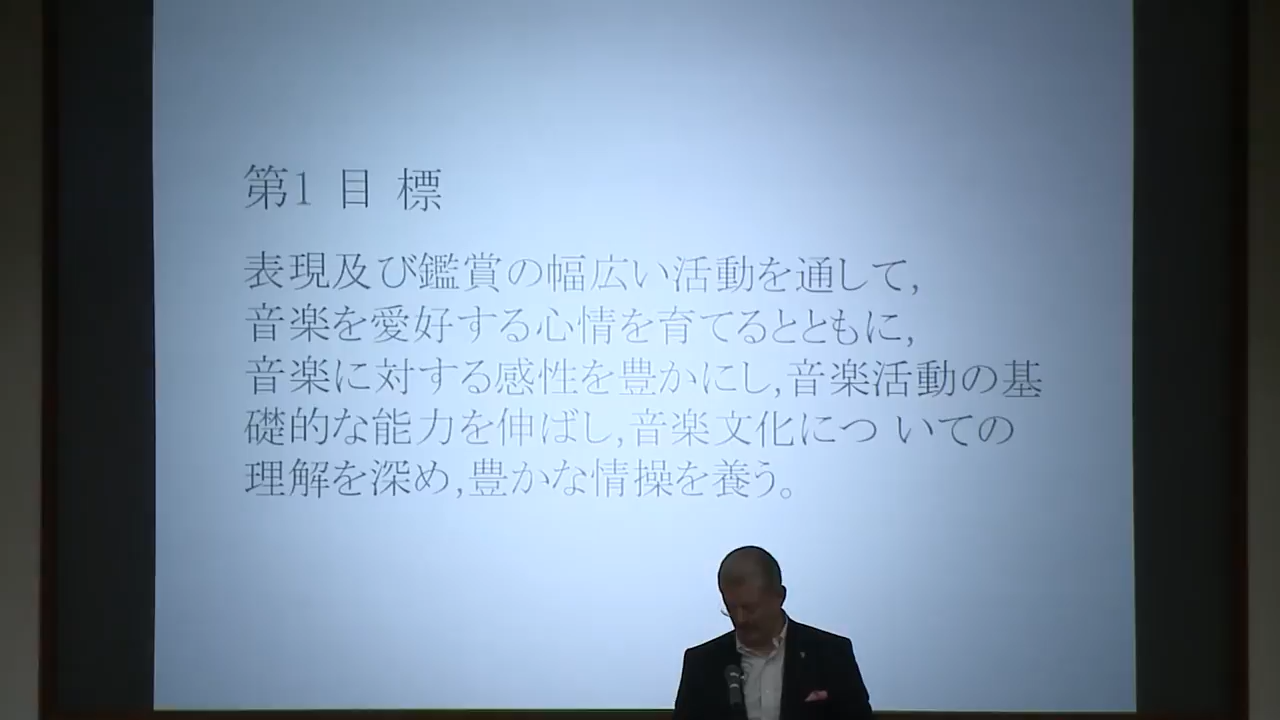 第1 目 標
表現及び鑑賞の幅広い活動を通して,
音楽を愛好する心情を育てるとともに,
音楽に対する感性を豊かにし,音楽活動の基
礎的な能力を伸ばし,音楽文化につ いての
理解を深め,豊かな情操を養う。